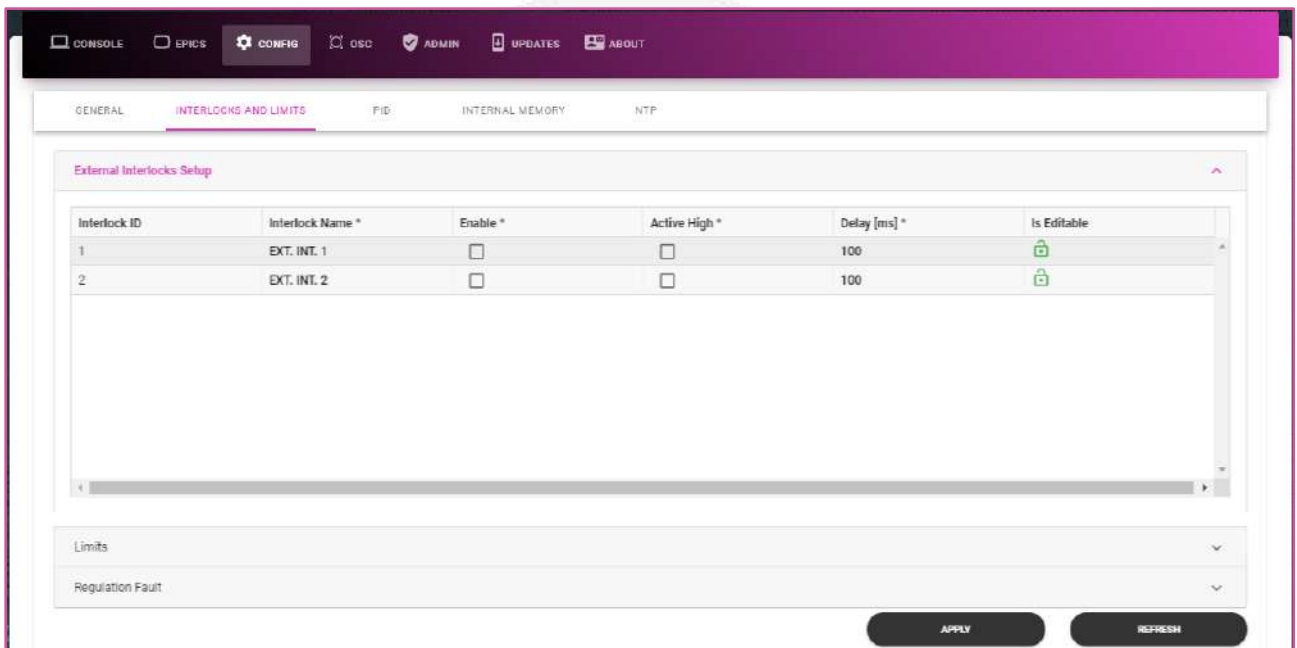 CONSOLE EPICS CONFIG OSC ADMIN UPDATES ABOUT
GENERAL INTERLOCKS AND LIMITS PID INTERNAL MEMORY NTP
External Interlocks Setup
Interlock ID Interlock Name * Enable * Active High * Delay [ms] * Is Editable
1 EXT. INT. 1 100
2 EXT. INT. 2 100
Limits
Regulation Fault
APPLY REFRESH